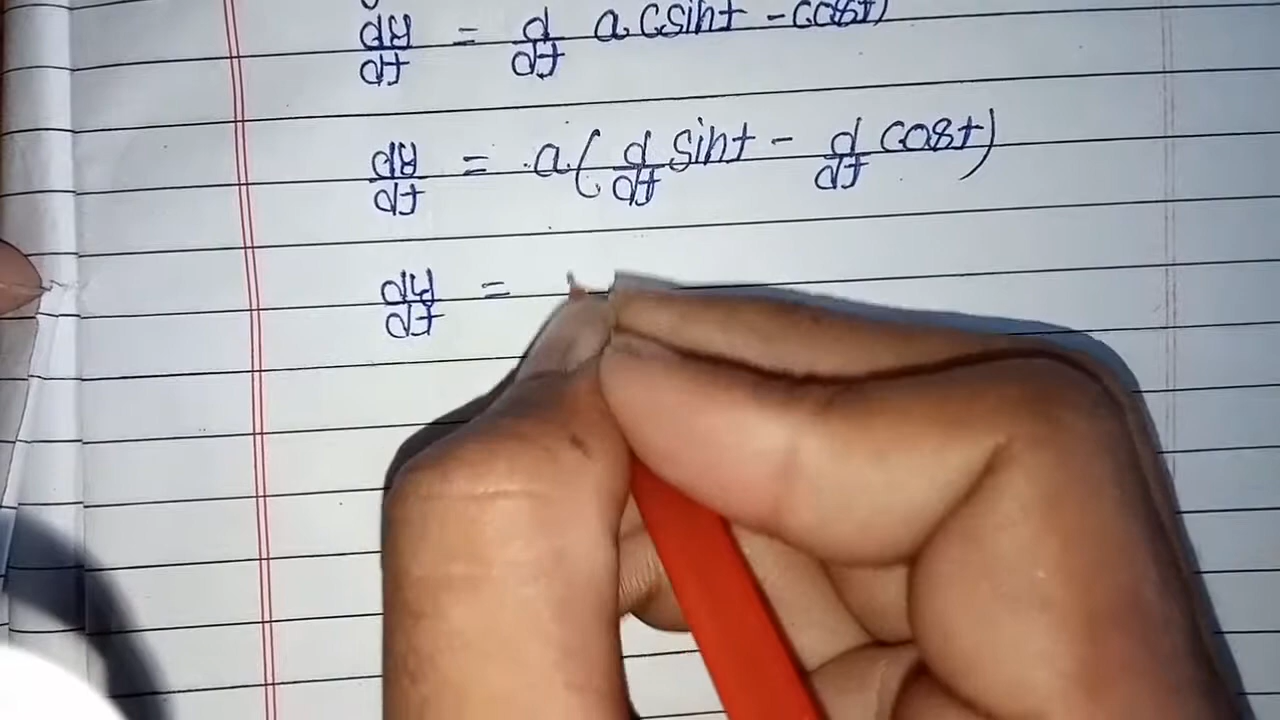 dy/dt = d/dt a(sint - cost)
dy/dt = a(d/dt sint - d/dt cost)
dy/dt =